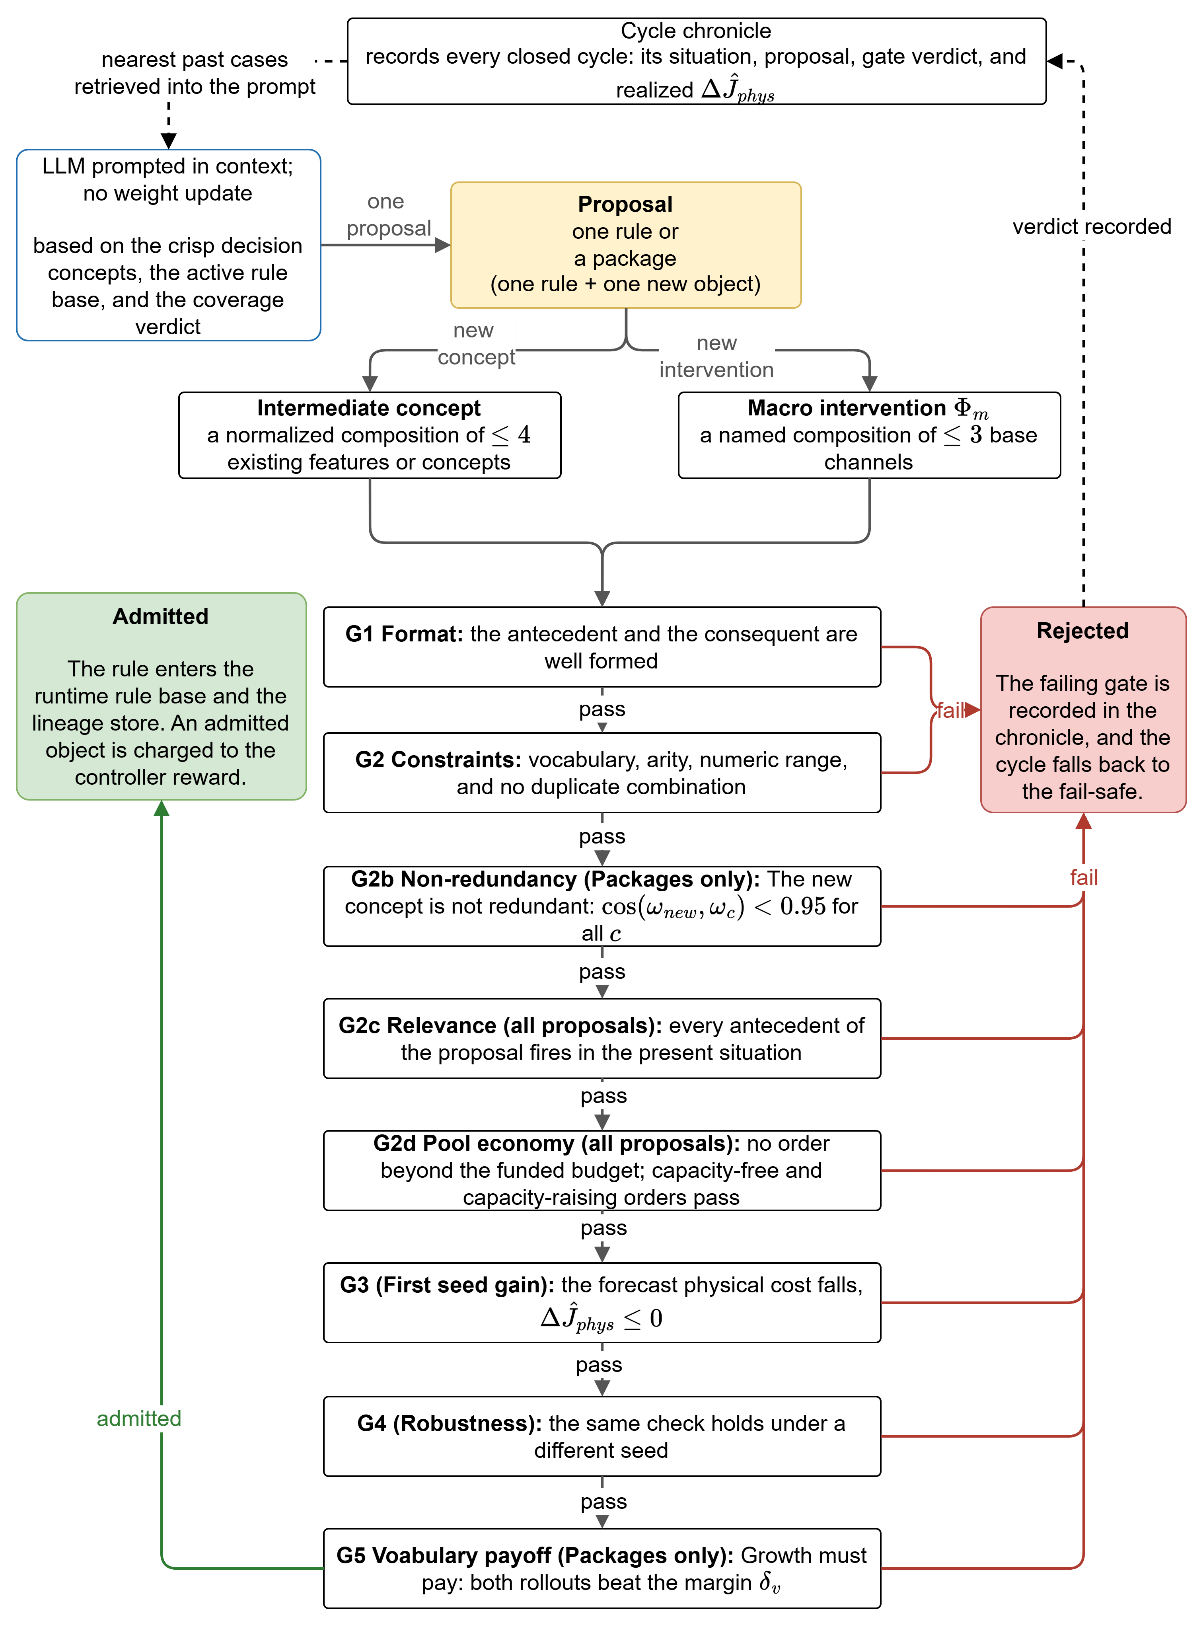 Cycle chronicle
records every closed cycle: its situation, proposal, gate verdict, and
realized ΔĴ_phys
nearest past cases
retrieved into the prompt
LLM prompted in context;
no weight update
based on the crisp decision
concepts, the active rule
base, and the coverage
verdict
one
proposal
Proposal
one rule or
a package
(one rule + one new object)
verdict recorded
new
concept
new
intervention
Intermediate concept
a normalized composition of ≤ 4
existing features or concepts
Macro intervention Φ_m
a named composition of ≤ 3 base
channels
Admitted
The rule enters the
runtime rule base and the
lineage store. An admitted
object is charged to the
controller reward.
G1 Format: the antecedent and the consequent are
well formed
pass
G2 Constraints: vocabulary, arity, numeric range,
and no duplicate combination
fail
Rejected
The failing gate is
recorded in the
chronicle, and the
cycle falls back to
the fail-safe.
pass
G2b Non-redundancy (Packages only): The new
concept is not redundant: cos(ω_new, ω_c) < 0.95 for
all c
fail
pass
G2c Relevance (all proposals): every antecedent of
the proposal fires in the present situation
pass
G2d Pool economy (all proposals): no order
beyond the funded budget; capacity-free and
capacity-raising orders pass
pass
G3 (First seed gain): the forecast physical cost falls,
ΔĴ_phys ≤ 0
pass
G4 (Robustness): the same check holds under a
different seed
admitted
pass
G5 Voabulary payoff (Packages only): Growth must
pay: both rollouts beat the margin δ_v